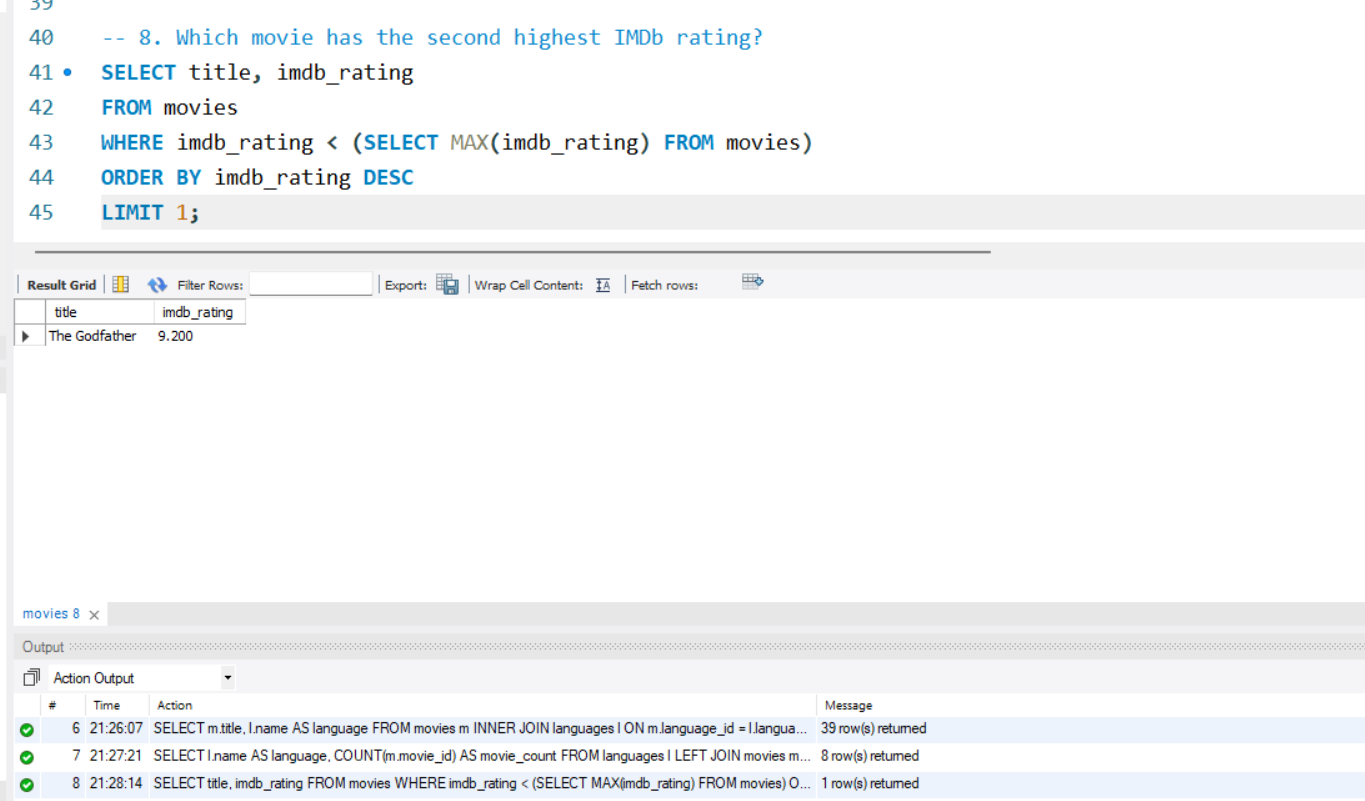 39
40 -- 8. Which movie has the second highest IMDb rating?
41 SELECT title, imdb_rating
42 FROM movies
43 WHERE imdb_rating < (SELECT MAX(imdb_rating) FROM movies)
44 ORDER BY imdb_rating DESC
45 LIMIT 1;
Result Grid Filter Rows: Export: Wrap Cell Content: Fetch rows:
title imdb_rating
The Godfather 9.200
movies 8
Output
Action Output
# Time Action Message
6 21:26:07 SELECT m.title, l.name AS language FROM movies m INNER JOIN languages l ON m.language_id = l.langua... 39 row(s) returned
7 21:27:21 SELECT l.name AS language, COUNT(m.movie_id) AS movie_count FROM languages l LEFT JOIN movies m... 8 row(s) returned
8 21:28:14 SELECT title, imdb_rating FROM movies WHERE imdb_rating < (SELECT MAX(imdb_rating) FROM movies) O... 1 row(s) returned